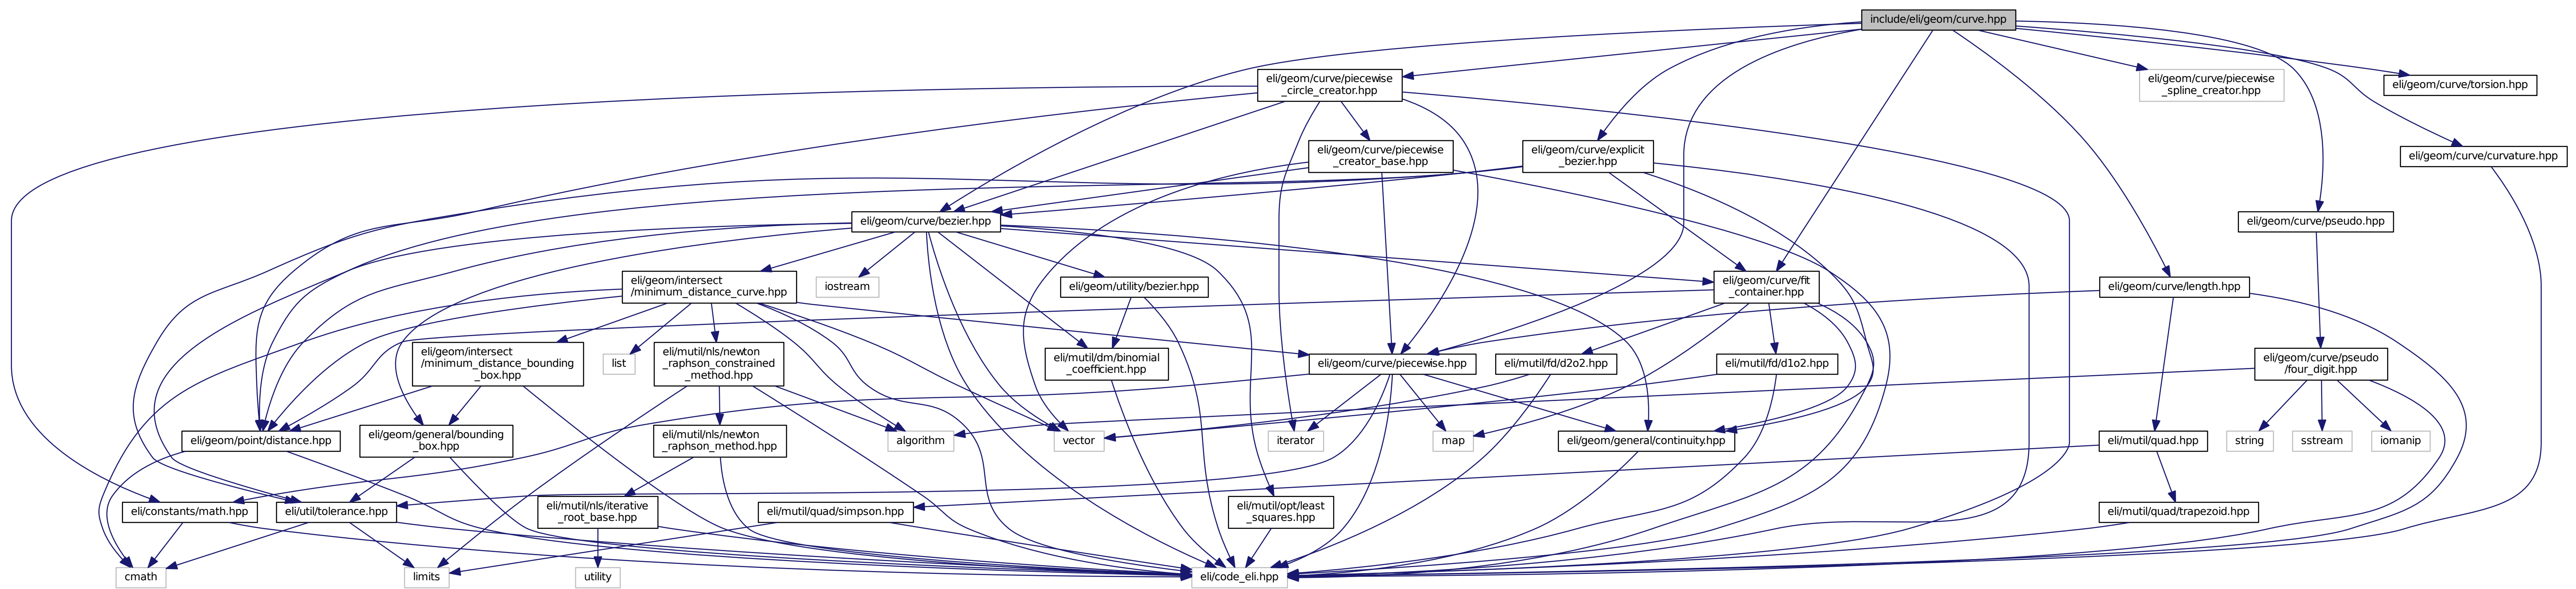 include/eli/geom/curve.hpp
eli/geom/curve/piecewise
_circle_creator.hpp
eli/geom/curve/piecewise
_spline_creator.hpp
eli/geom/curve/torsion.hpp
eli/geom/curve/piecewise
_creator_base.hpp
eli/geom/curve/explicit
_bezier.hpp
eli/geom/curve/curvature.hpp
eli/geom/curve/bezier.hpp
eli/geom/curve/pseudo.hpp
eli/geom/intersect
/minimum_distance_curve.hpp
iostream
eli/geom/utility/bezier.hpp
eli/geom/curve/fit
_container.hpp
eli/geom/curve/length.hpp
eli/geom/intersect
/minimum_distance_bounding
_box.hpp
list
eli/mutil/nls/newton
_raphson_constrained
_method.hpp
eli/mutil/dm/binomial
_coefficient.hpp
eli/geom/curve/piecewise.hpp
eli/mutil/fd/d2o2.hpp
eli/mutil/fd/d1o2.hpp
eli/geom/curve/pseudo
/four_digit.hpp
eli/geom/point/distance.hpp
eli/geom/general/bounding
_box.hpp
eli/mutil/nls/newton
_raphson_method.hpp
algorithm
vector
iterator
map
eli/geom/general/continuity.hpp
eli/mutil/quad.hpp
string
sstream
iomanip
eli/constants/math.hpp
eli/util/tolerance.hpp
eli/mutil/nls/iterative
_root_base.hpp
eli/mutil/quad/simpson.hpp
eli/mutil/opt/least
_squares.hpp
eli/mutil/quad/trapezoid.hpp
cmath
limits
utility
eli/code_eli.hpp